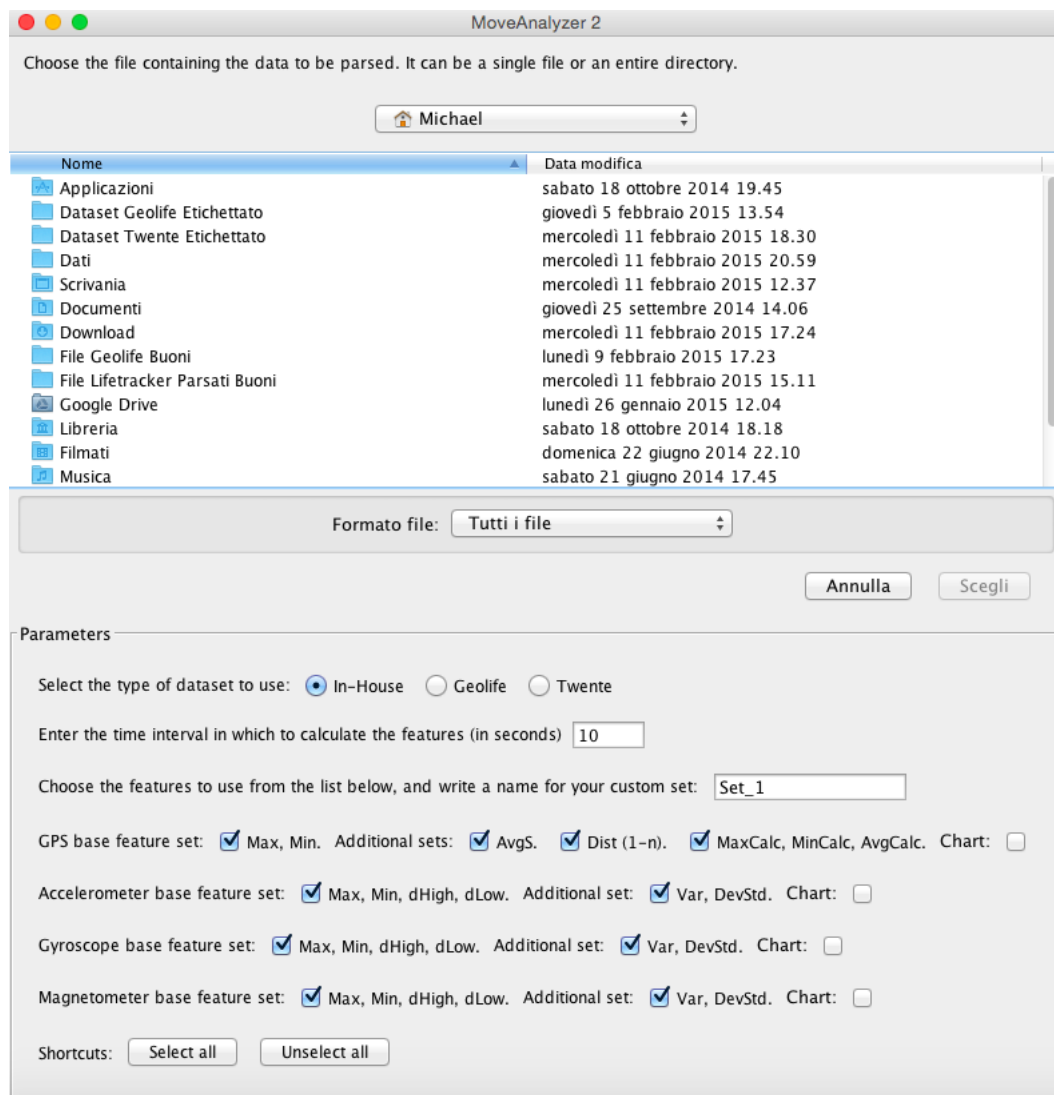 MoveAnalyzer 2
Choose the file containing the data to be parsed. It can be a single file or an entire directory.
Michael
Nome Data modifica
Applicazioni sabato 18 ottobre 2014 19.45
Dataset Geolife Etichettato giovedì 5 febbraio 2015 13.54
Dataset Twente Etichettato mercoledì 11 febbraio 2015 18.30
Dati mercoledì 11 febbraio 2015 20.59
Scrivania mercoledì 11 febbraio 2015 12.37
Documenti giovedì 25 settembre 2014 14.06
Download mercoledì 11 febbraio 2015 17.24
File Geolife Buoni lunedì 9 febbraio 2015 17.23
File Lifetracker Parsati Buoni mercoledì 11 febbraio 2015 15.11
Google Drive lunedì 26 gennaio 2015 12.04
Libreria sabato 18 ottobre 2014 18.18
Filmati domenica 22 giugno 2014 22.10
Musica sabato 21 giugno 2014 17.45
Formato file: Tutti i file
Annulla Scegli
Parameters
Select the type of dataset to use: In-House Geolife Twente
Enter the time interval in which to calculate the features (in seconds) 10
Choose the features to use from the list below, and write a name for your custom set: Set_1
GPS base feature set: Max, Min. Additional sets: AvgS. Dist (1-n). MaxCalc, MinCalc, AvgCalc. Chart:
Accelerometer base feature set: Max, Min, dHigh, dLow. Additional set: Var, DevStd. Chart:
Gyroscope base feature set: Max, Min, dHigh, dLow. Additional set: Var, DevStd. Chart:
Magnetometer base feature set: Max, Min, dHigh, dLow. Additional set: Var, DevStd. Chart:
Shortcuts: Select all Unselect all